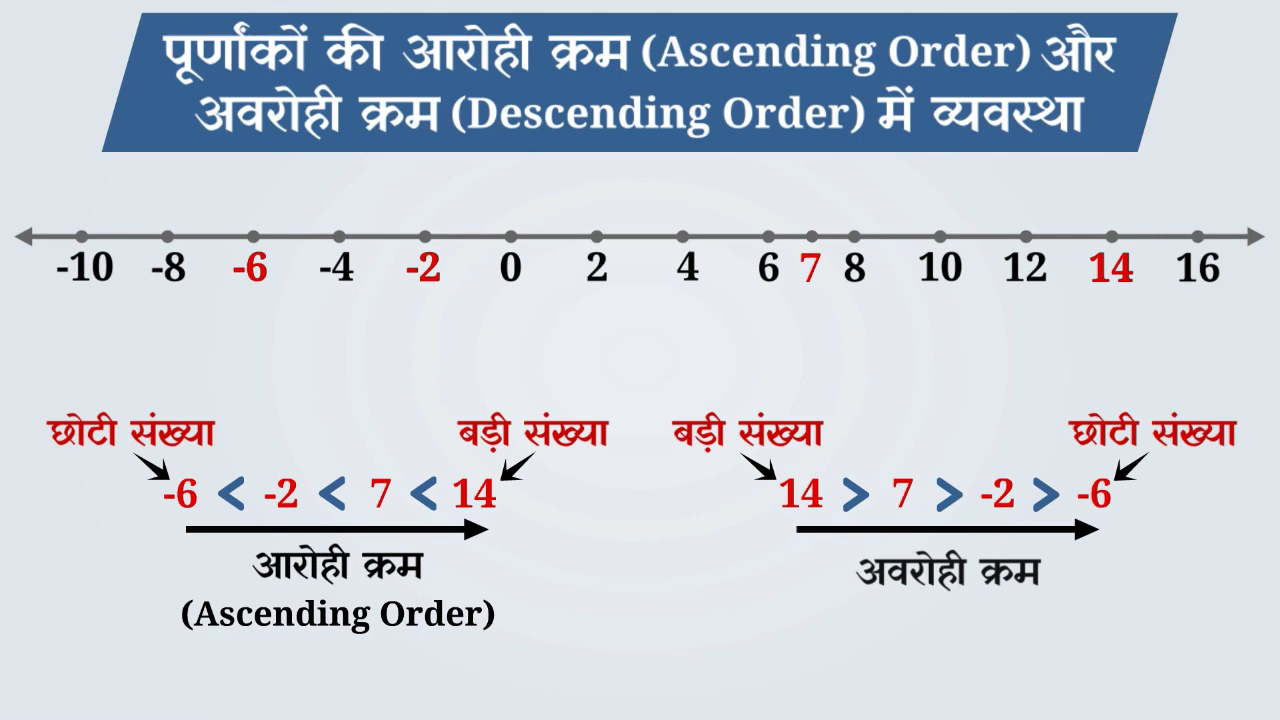 पूर्णांकों की आरोही क्रम (Ascending Order) और
अवरोही क्रम (Descending Order) में व्यवस्था
-10 -8 -6 -4 -2 0 2 4 6 7 8 10 12 14 16
छोटी संख्या बड़ी संख्या
-6 < -2 < 7 < 14
आरोही क्रम
(Ascending Order)
बड़ी संख्या छोटी संख्या
14 > 7 > -2 > -6
अवरोही क्रम